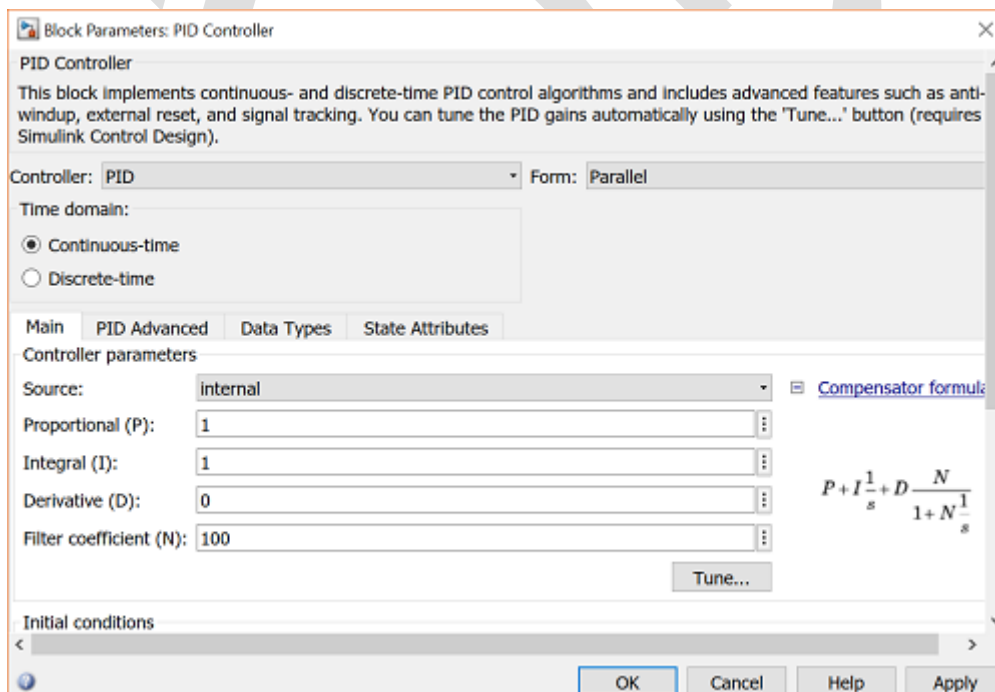 Block Parameters: PID Controller
PID Controller
This block implements continuous- and discrete-time PID control algorithms and includes advanced features such as anti-
windup, external reset, and signal tracking. You can tune the PID gains automatically using the 'Tune...' button (requires
Simulink Control Design).
Controller: PID Form: Parallel
Time domain:
Continuous-time
Discrete-time
Main PID Advanced Data Types State Attributes
Controller parameters
Source: internal
Compensator formula
Proportional (P): 1
Integral (I): 1
Derivative (D): 0
P + I 1/s + D N/(1 + N 1/s)
Filter coefficient (N): 100
Tune...
Initial conditions
OK Cancel Help Apply